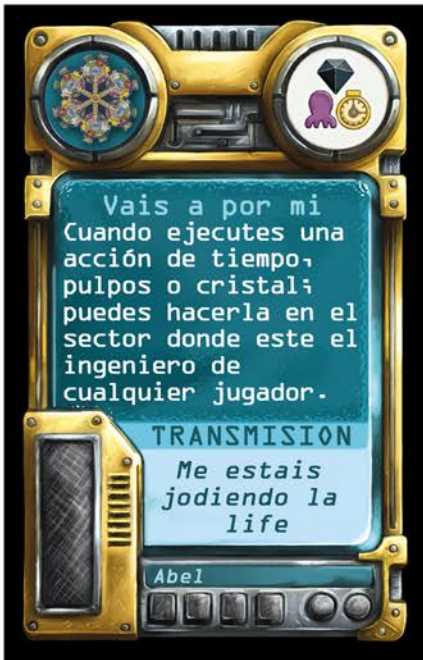 Vais a por mi
Cuando ejecutes una
acción de tiempo,
pulpos o cristal;
puedes hacerla en el
sector donde este el
ingeniero de
cualquier jugador.
TRANSMISION
Me estais
jodiendo la
life
Abel